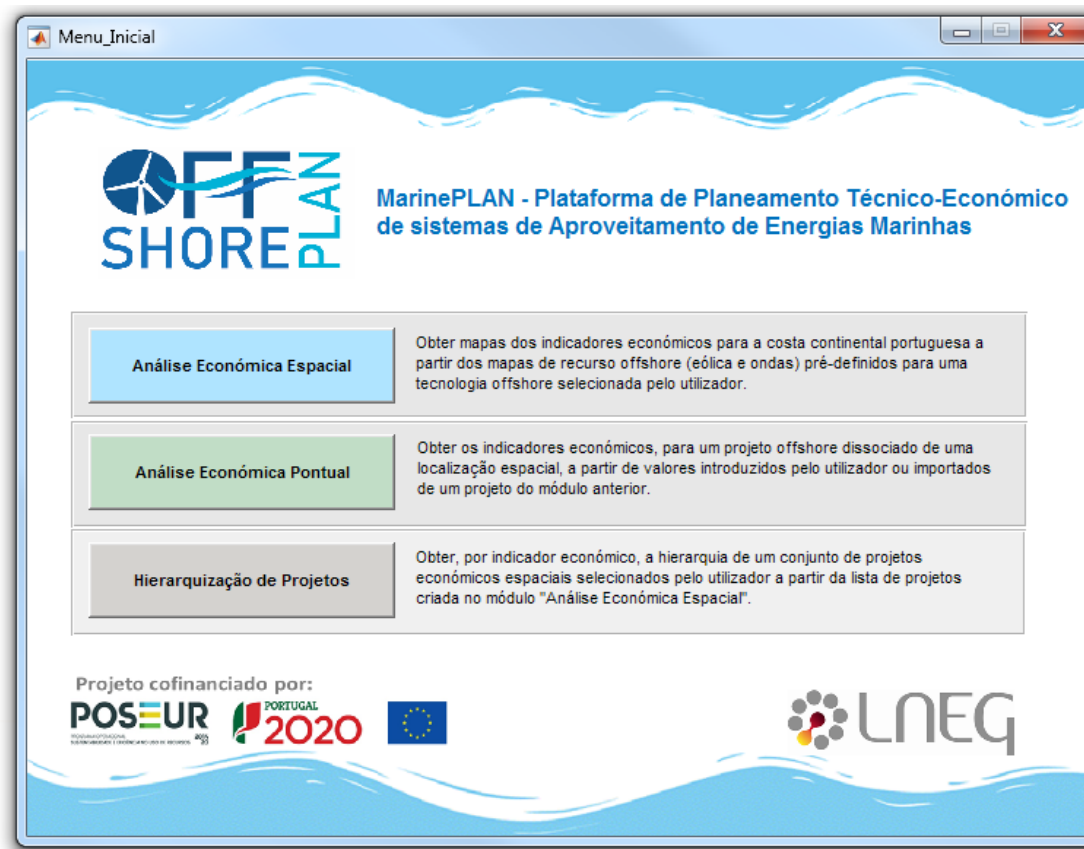 Menu_Inicial
OFF
SHORE
PLAN
MarinePLAN - Plataforma de Planeamento Técnico-Económico
de sistemas de Aproveitamento de Energias Marinhas
Análise Económica Espacial
Obter mapas dos indicadores económicos para a costa continental portuguesa a
partir dos mapas de recurso offshore (eólica e ondas) pré-definidos para uma
tecnologia offshore selecionada pelo utilizador.
Análise Económica Pontual
Obter os indicadores económicos, para um projeto offshore dissociado de uma
localização espacial, a partir de valores introduzidos pelo utilizador ou importados
de um projeto do módulo anterior.
Hierarquização de Projetos
Obter, por indicador económico, a hierarquia de um conjunto de projetos
económicos espaciais selecionados pelo utilizador a partir da lista de projetos
criada no módulo "Análise Económica Espacial".
Projeto cofinanciado por:
POSEUR
PORTUGAL
2020
LNEG